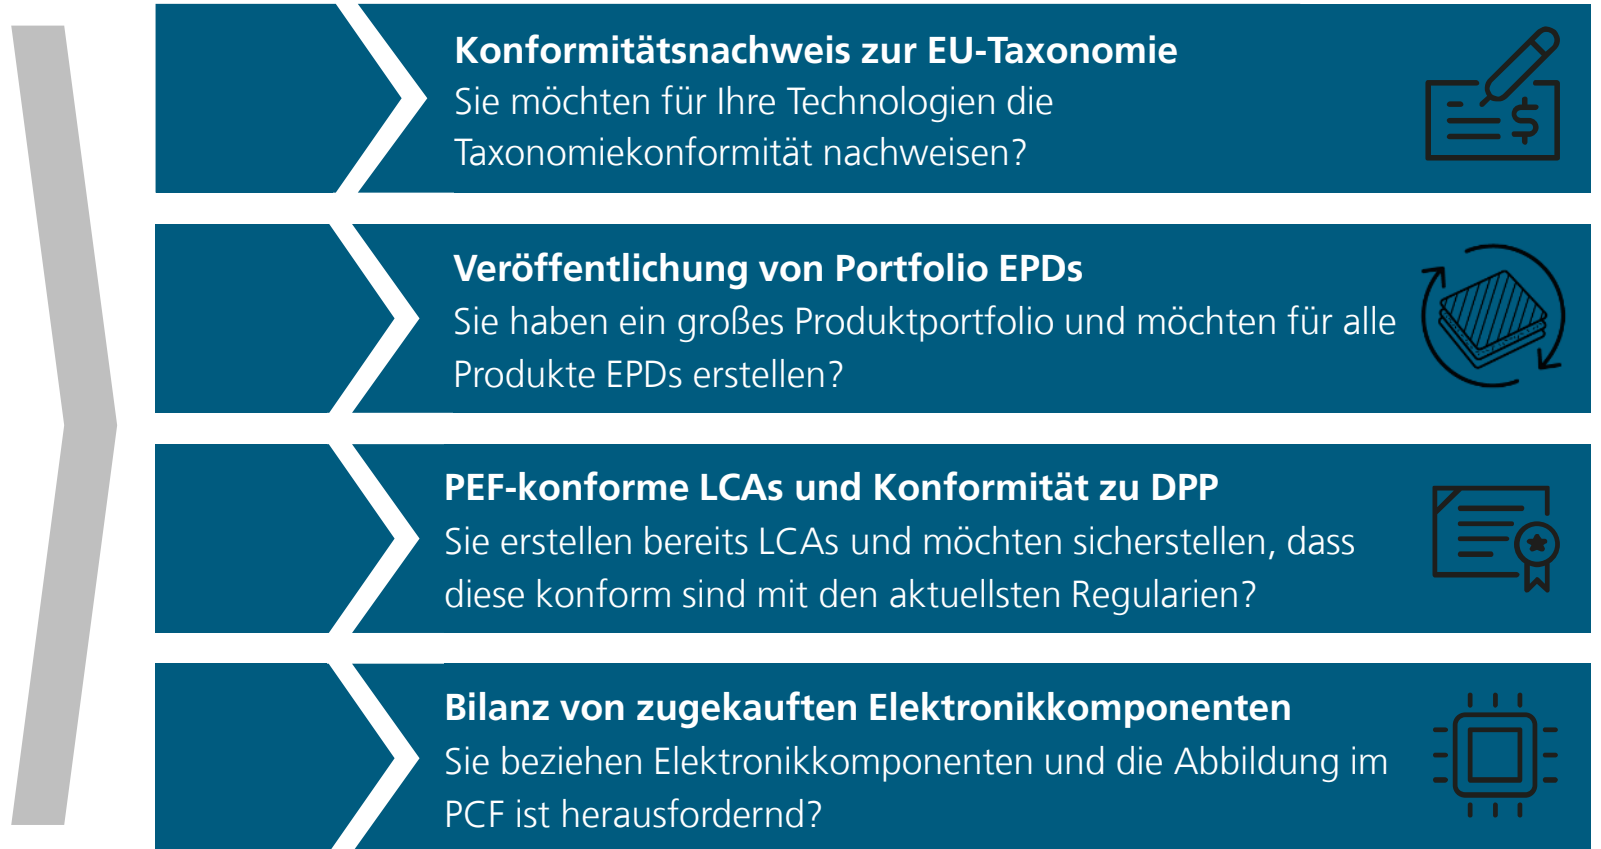 Konformitätsnachweis zur EU-Taxonomie
Sie möchten für Ihre Technologien die
Taxonomiekonformität nachweisen?
$
Veröffentlichung von Portfolio EPDs
Sie haben ein großes Produktportfolio und möchten für alle
Produkte EPDs erstellen?
PEF-konforme LCAs und Konformität zu DPP
Sie erstellen bereits LCAs und möchten sicherstellen, dass
diese konform sind mit den aktuellsten Regularien?
Bilanz von zugekauften Elektronikkomponenten
Sie beziehen Elektronikkomponenten und die Abbildung im
PCF ist herausfordernd?